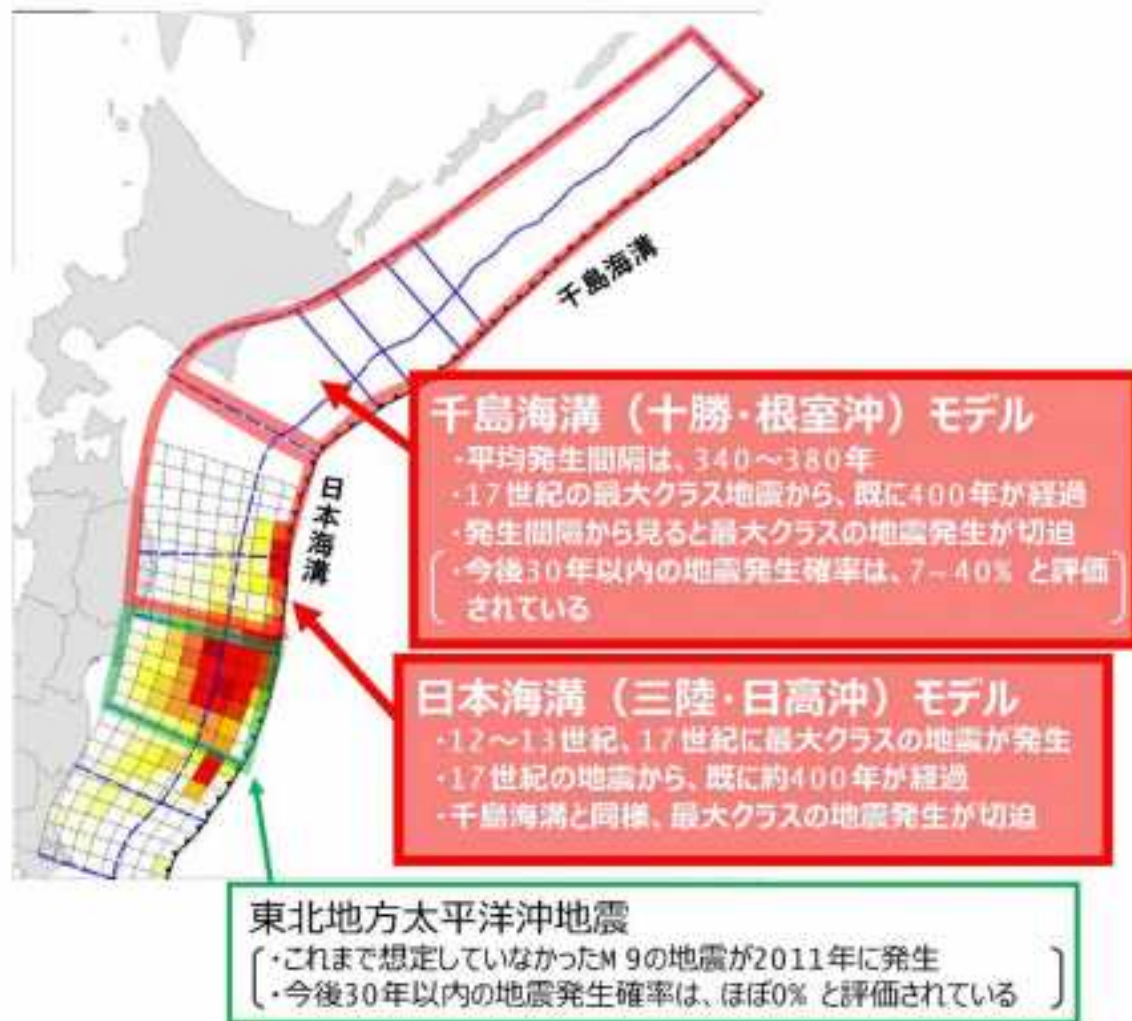 千島海溝
日本海溝
千島海溝（十勝・根室沖）モデル
・平均発生間隔は、340～380年
・17世紀の最大クラス地震から、既に400年が経過
・発生間隔から見ると最大クラスの地震発生が切迫
・今後30年以内の地震発生確率は、7~40% と評価
されている
日本海溝（三陸・日高沖）モデル
・12～13世紀、17世紀に最大クラスの地震が発生
・17世紀の地震から、既に約400年が経過
・千島海溝と同様、最大クラスの地震発生が切迫
東北地方太平洋沖地震
・これまで想定していなかったM 9の地震が2011年に発生
・今後30年以内の地震発生確率は、ほぼ0% と評価されている